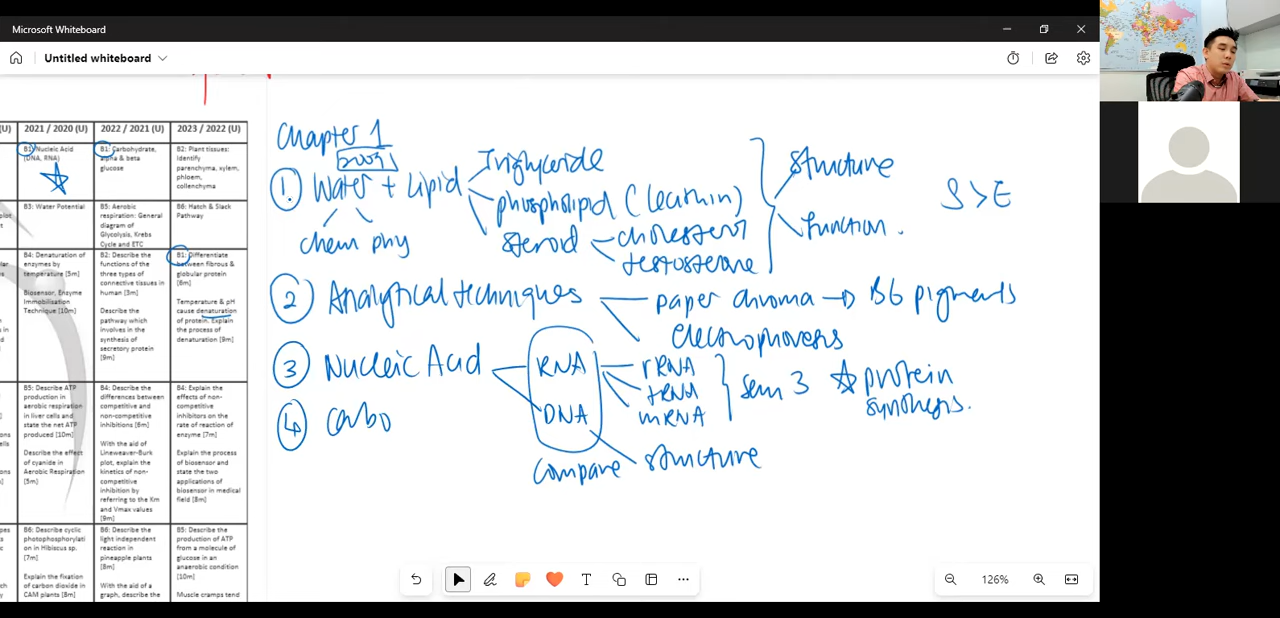 Microsoft Whiteboard
Untitled whiteboard
(U)
2021 / 2020 (U)
2022 / 2021 (U)
2023 / 2022 (U)
B1: Nucleic Acid
(DNA, RNA)
B1: Carbohydrate,
alpha & beta
glucose
B2: Plant tissues:
Identify
parenchyma, xylem,
phloem,
collenchyma
plot
B3: Water Potential
B5: Aerobic
respiration: General
diagram of
Glycolysis, Krebs
Cycle and ETC
B6: Hatch & Slack
Pathway
B4: Denaturation of
enzymes by
temperature [5m]
Biosensor, Enzyme
Immobilisation
Technique [10m]
B2: Describe the
functions of the
three types of
connective tissues in
human [3m]
Describe the
pathway which
involves in the
synthesis of
secretory protein
[9m]
B1: Differentiate
between fibrous &
globular protein
[6m]
Temperature & pH
cause denaturation
of protein. Explain
the process of
denaturation [9m]
B5: Describe ATP
production in
aerobic respiration
in liver cells and
state the net ATP
produced [10m]
Describe the effect
of cyanide in
Aerobic Respiration
[5m]
B4: Describe the
differences between
competitive and
non-competitive
inhibitions [6m]
With the aid of
Lineweaver-Burk
plot, explain the
kinetics of non-
competitive
inhibition by
referring to the Km
and Vmax values
[9m]
B4: Explain the
effects of non-
competitive
inhibitors on the
rate of reaction of
enzyme [7m]
Explain the process
of biosensor and
state the two
applications of
biosensor in medical
field [8m]
B6: Describe cyclic
photophosphorylati
on in Hibiscus sp.
[7m]
Explain the fixation
of carbon dioxide in
CAM plants [8m]
B6: Describe the
light independent
reaction in
pineapple plants
[8m]
With the aid of a
graph, describe the
B5: Describe the
production of ATP
from a molecule of
glucose in an
anaerobic condition
[10m]
Muscle cramps tend
Chapter 1
① Water + Lipid
Triglyceride
phospholipid (lecithin)
steroid
cholesterol
testosterone
chem phy
structure
function.
S > E
② Analytical techniques
paper chroma → B6 pigments
electrophoresis
③ Nucleic Acid
RNA
DNA
rRNA
tRNA
mRNA
Sem 3
☆ protein
synthesis.
④ Carbo
compare
structure
126%